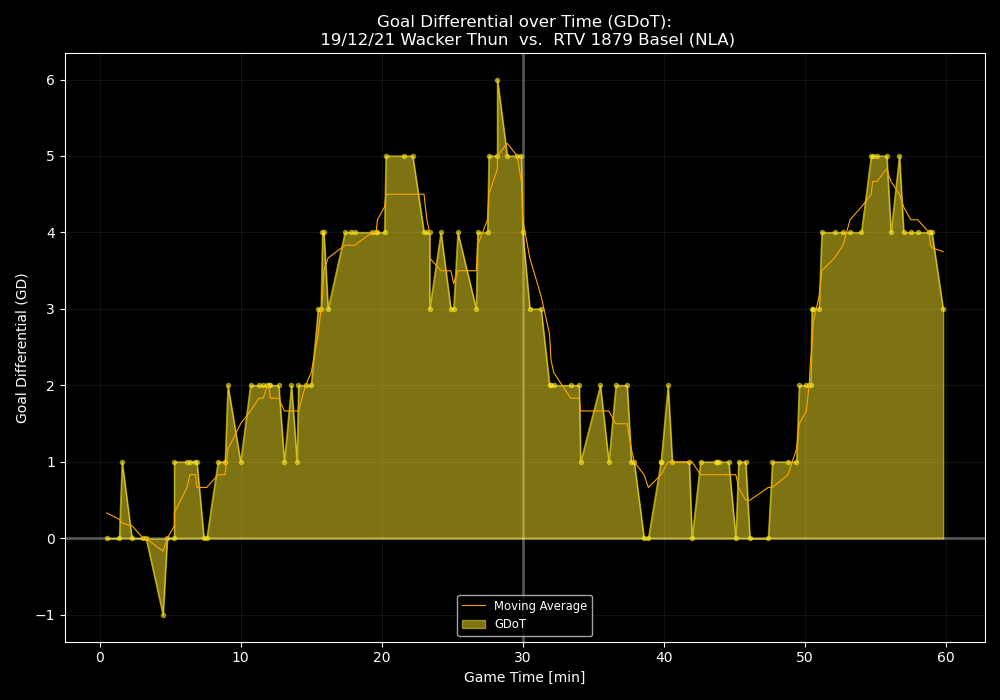 Goal Differential over Time (GDoT):
19/12/21 Wacker Thun  vs.  RTV 1879 Basel (NLA)
Goal Differential (GD)
6
5
4
3
2
1
0
−1
Moving Average
GDoT
0 10 20 30 40 50 60
Game Time [min]